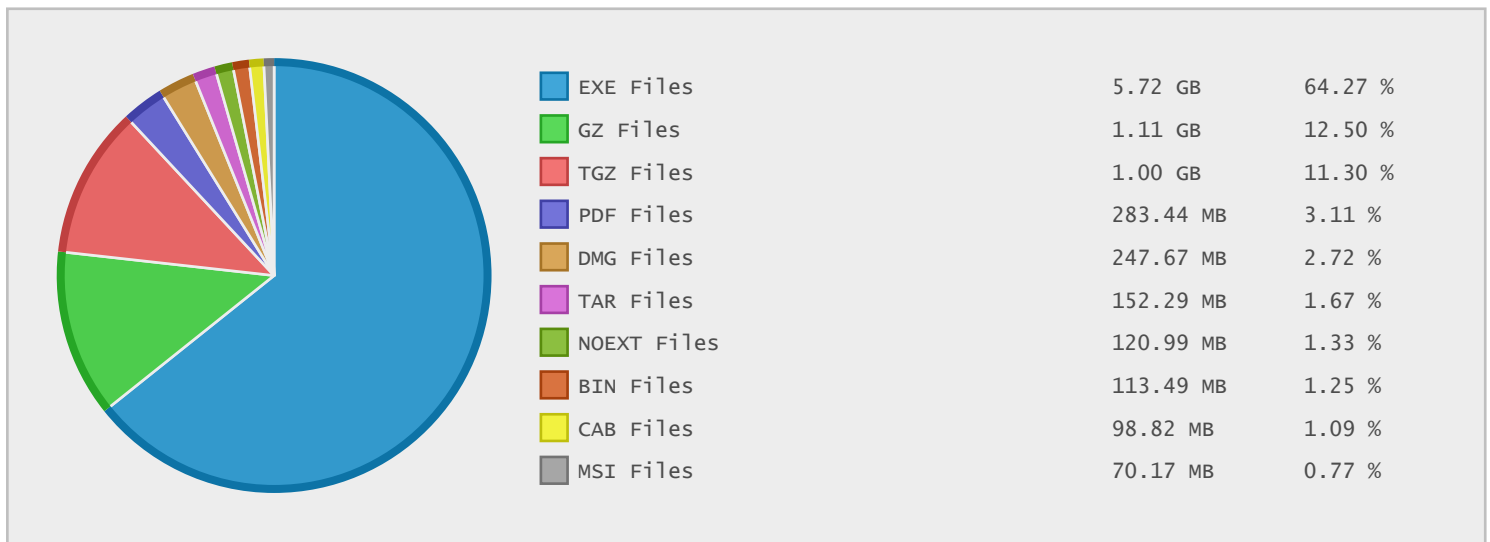 EXE Files 5.72 GB 64.27 %
GZ Files 1.11 GB 12.50 %
TGZ Files 1.00 GB 11.30 %
PDF Files 283.44 MB 3.11 %
DMG Files 247.67 MB 2.72 %
TAR Files 152.29 MB 1.67 %
NOEXT Files 120.99 MB 1.33 %
BIN Files 113.49 MB 1.25 %
CAB Files 98.82 MB 1.09 %
MSI Files 70.17 MB 0.77 %